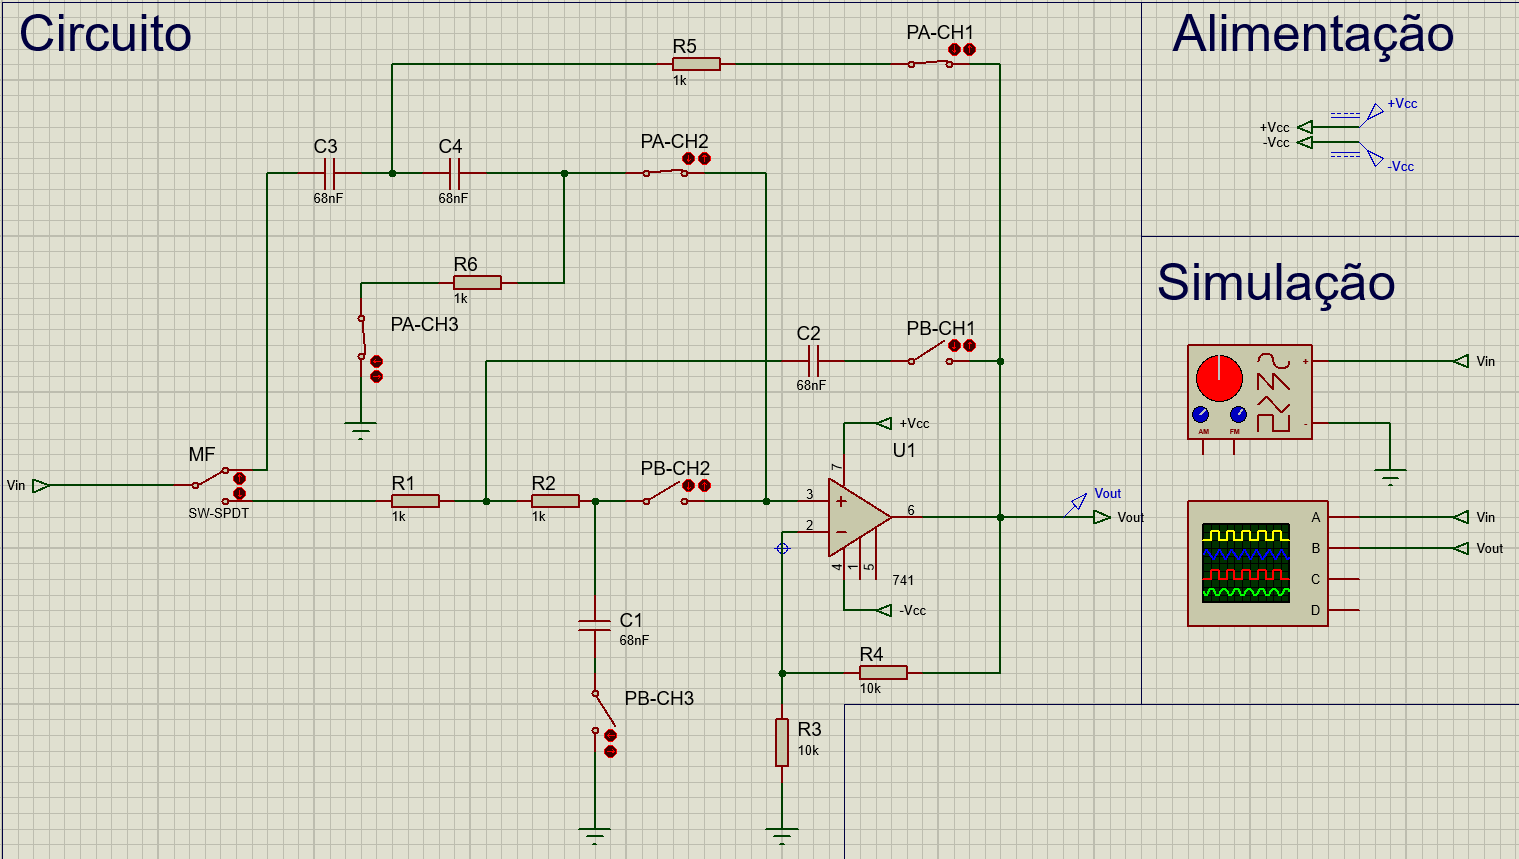 Circuito
Alimentação
R5
1k
PA-CH1
+Vcc
+Vcc
-Vcc
-Vcc
C3
68nF
C4
68nF
PA-CH2
R6
1k
PA-CH3
Simulação
C2
68nF
PB-CH1
+
-
AM
FM
Vin
+Vcc
U1
MF
Vin
SW-SPDT
R1
1k
R2
1k
PB-CH2
3
2
7
6
4
1
5
741
-Vcc
Vout
Vout
A
B
C
D
Vin
Vout
C1
68nF
PB-CH3
R4
10k
R3
10k